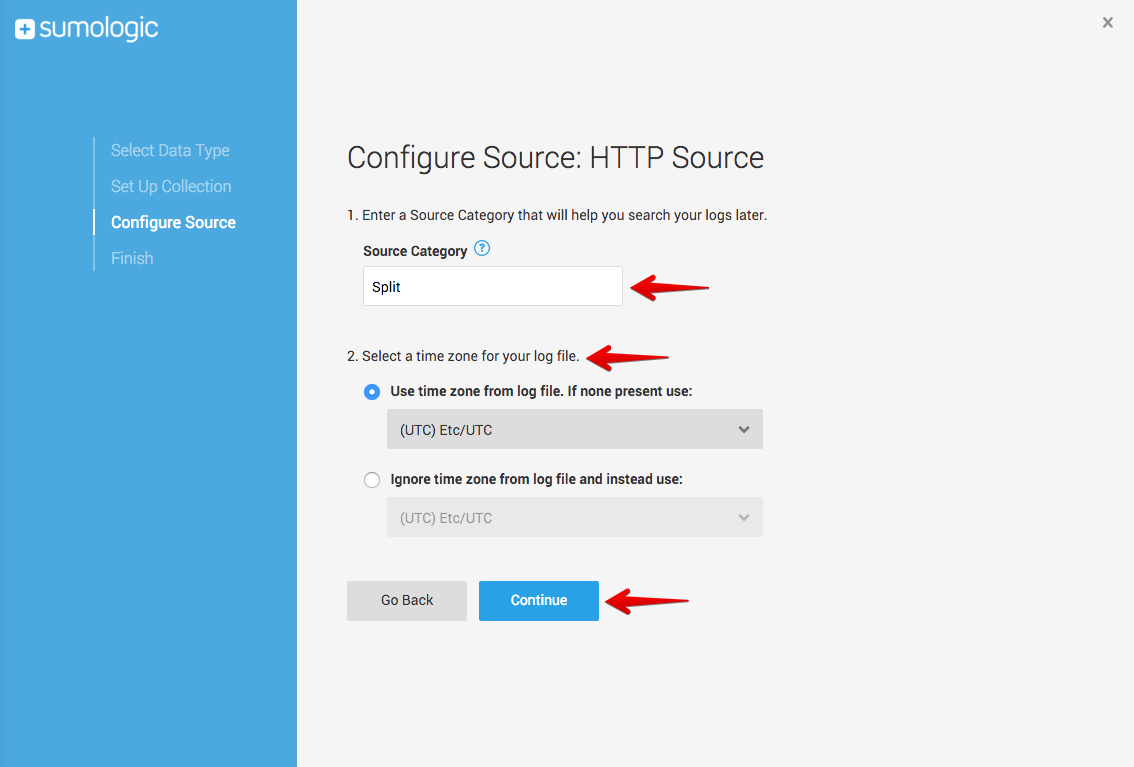 sumologic
Select Data Type
Set Up Collection
Configure Source
Finish
Configure Source: HTTP Source
1. Enter a Source Category that will help you search your logs later.
Source Category ?
Split
2. Select a time zone for your log file.
Use time zone from log file. If none present use:
(UTC) Etc/UTC
Ignore time zone from log file and instead use:
(UTC) Etc/UTC
Go Back
Continue